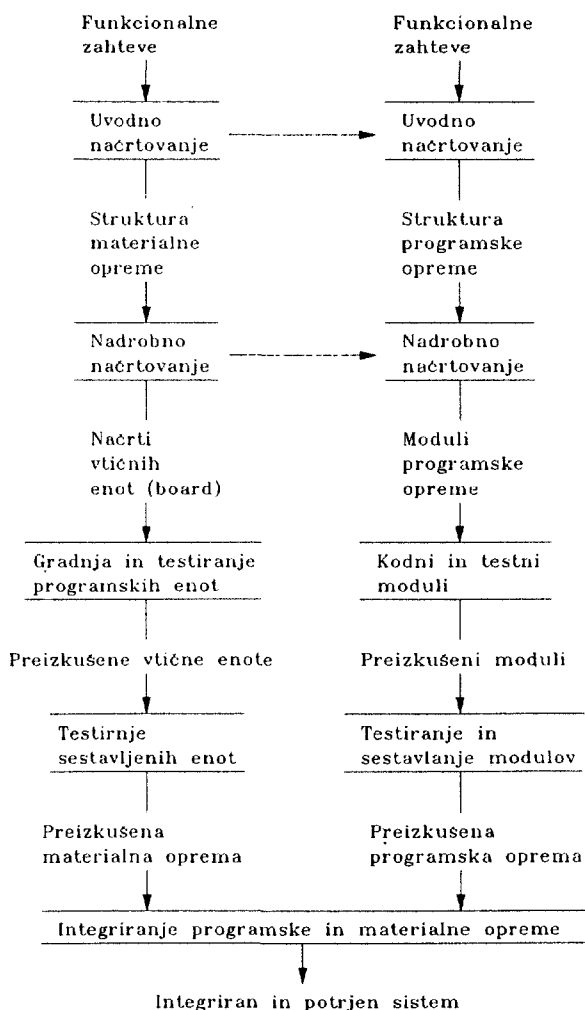 Funkcionalne
zahteve
Funkcionalne
zahteve
Uvodno
načrtovanje
Uvodno
načrtovanje
Struktura
materialne
opreme
Struktura
programske
opreme
Nadrobno
načrtovanje
Nadrobno
načrtovanje
Načrti
vtičnih
enot (board)
Moduli
programske
opreme
Gradnja in testiranje
programskih enot
Kodni in testni
moduli
Preizkušene vtične enote
Preizkušeni moduli
Testirnje
sestavljenih enot
Testiranje in
sestavlanje modulov
Preizkušena
materialna oprema
Preizkušena
programska oprema
Integriranje programske in materialne opreme
Integriran in potrjen sistem